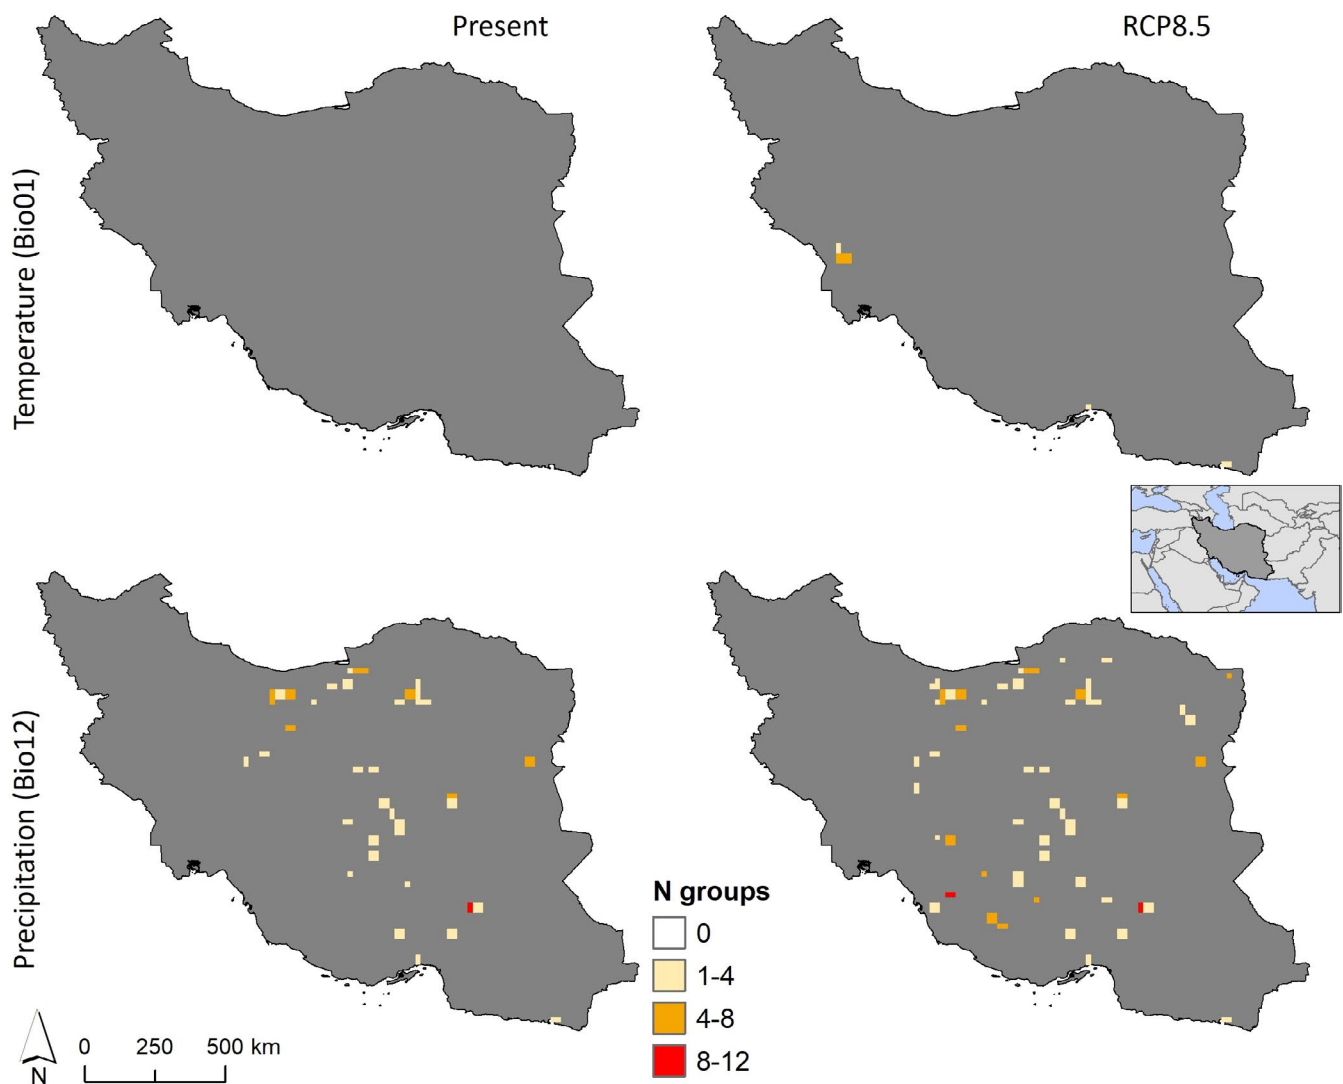 Present
RCP8.5
Temperature (Bio01)
Precipitation (Bio12)
N groups
0
1-4
4-8
8-12
N
0 250 500 km